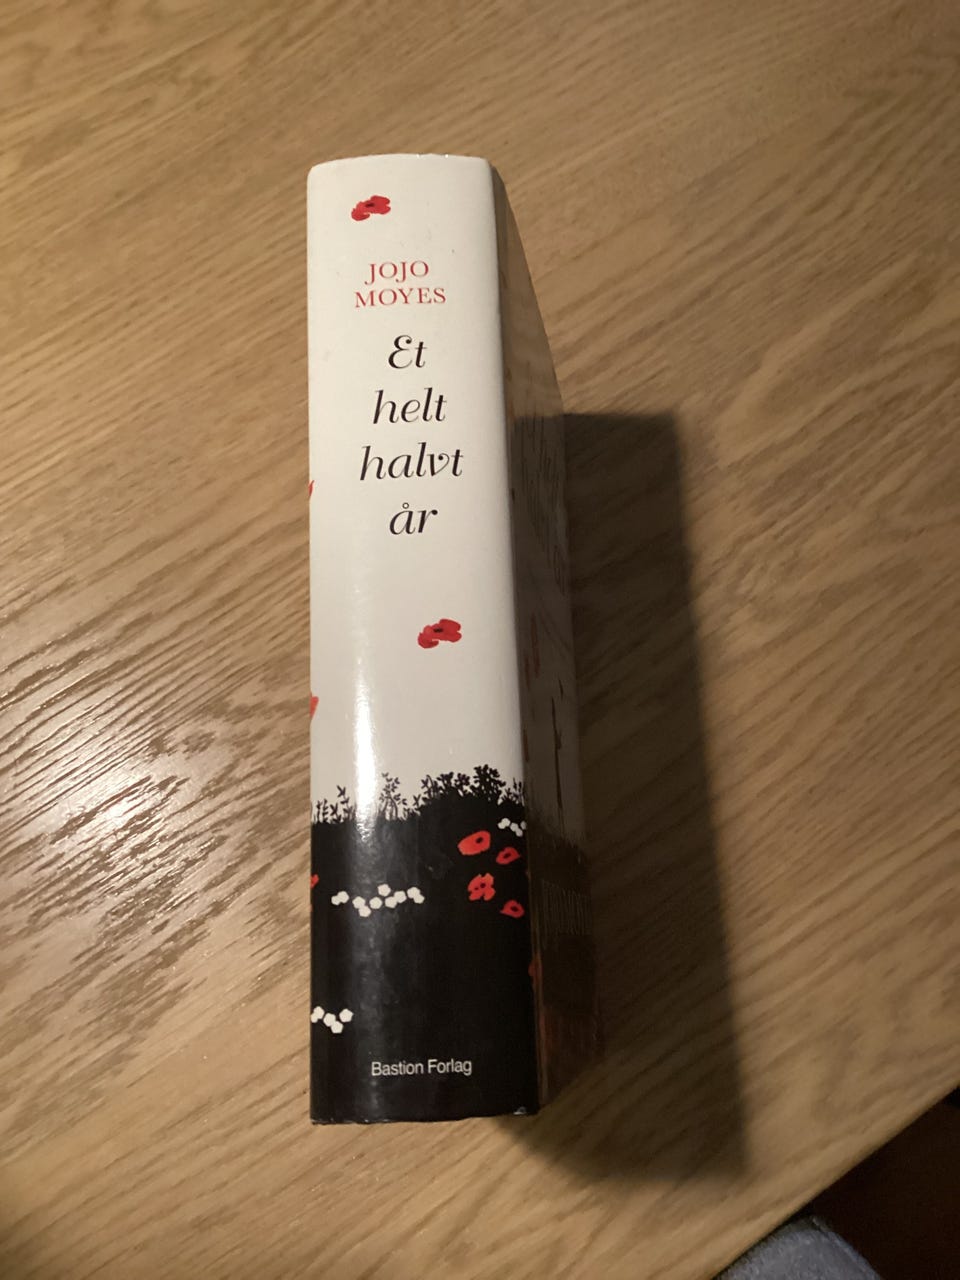 JOJO
MOYES
Et
helt
halvt
år
Bastion Forlag